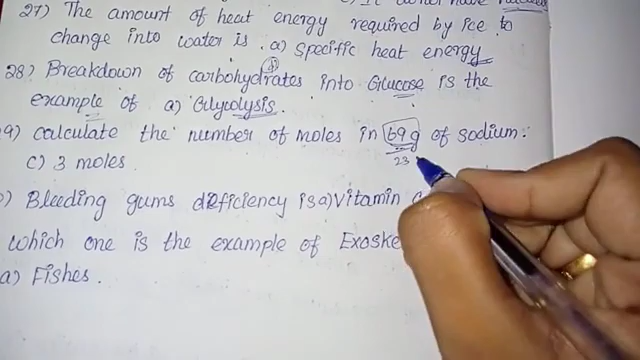 27) The amount of heat energy required by ice to
change into water is . a) specific heat energy
28? Breakdown of carbohydrates into Glucose is the
example of a) Glycolysis.
9) calculate the number of moles in 69g of sodium:
23
c) 3 moles
) Bleeding gums deficiency is a) vitamin
which one is the example of
a) Fishes.